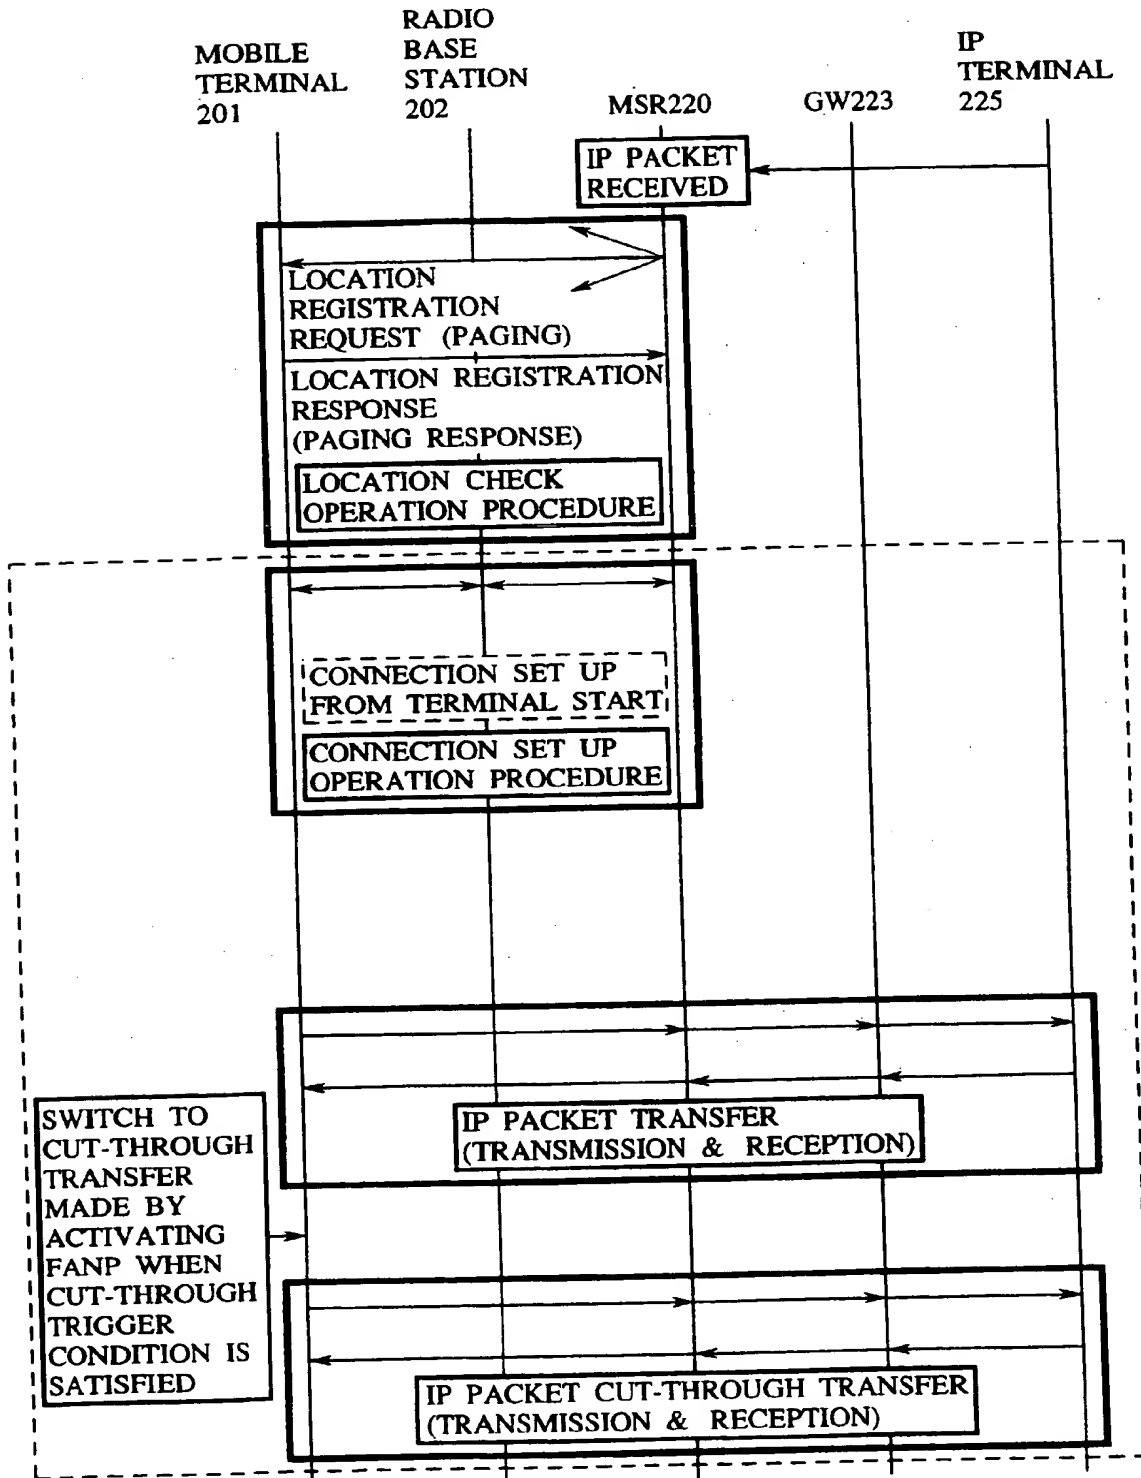 MOBILE
TERMINAL
201
RADIO
BASE
STATION
202
MSR220
GW223
IP
TERMINAL
225
IP PACKET
RECEIVED
LOCATION
REGISTRATION
REQUEST (PAGING)
LOCATION REGISTRATION
RESPONSE
(PAGING RESPONSE)
LOCATION CHECK
OPERATION PROCEDURE
CONNECTION SET UP
FROM TERMINAL START
CONNECTION SET UP
OPERATION PROCEDURE
IP PACKET TRANSFER
(TRANSMISSION & RECEPTION)
SWITCH TO
CUT-THROUGH
TRANSFER
MADE BY
ACTIVATING
FANP WHEN
CUT-THROUGH
TRIGGER
CONDITION IS
SATISFIED
IP PACKET CUT-THROUGH TRANSFER
(TRANSMISSION & RECEPTION)